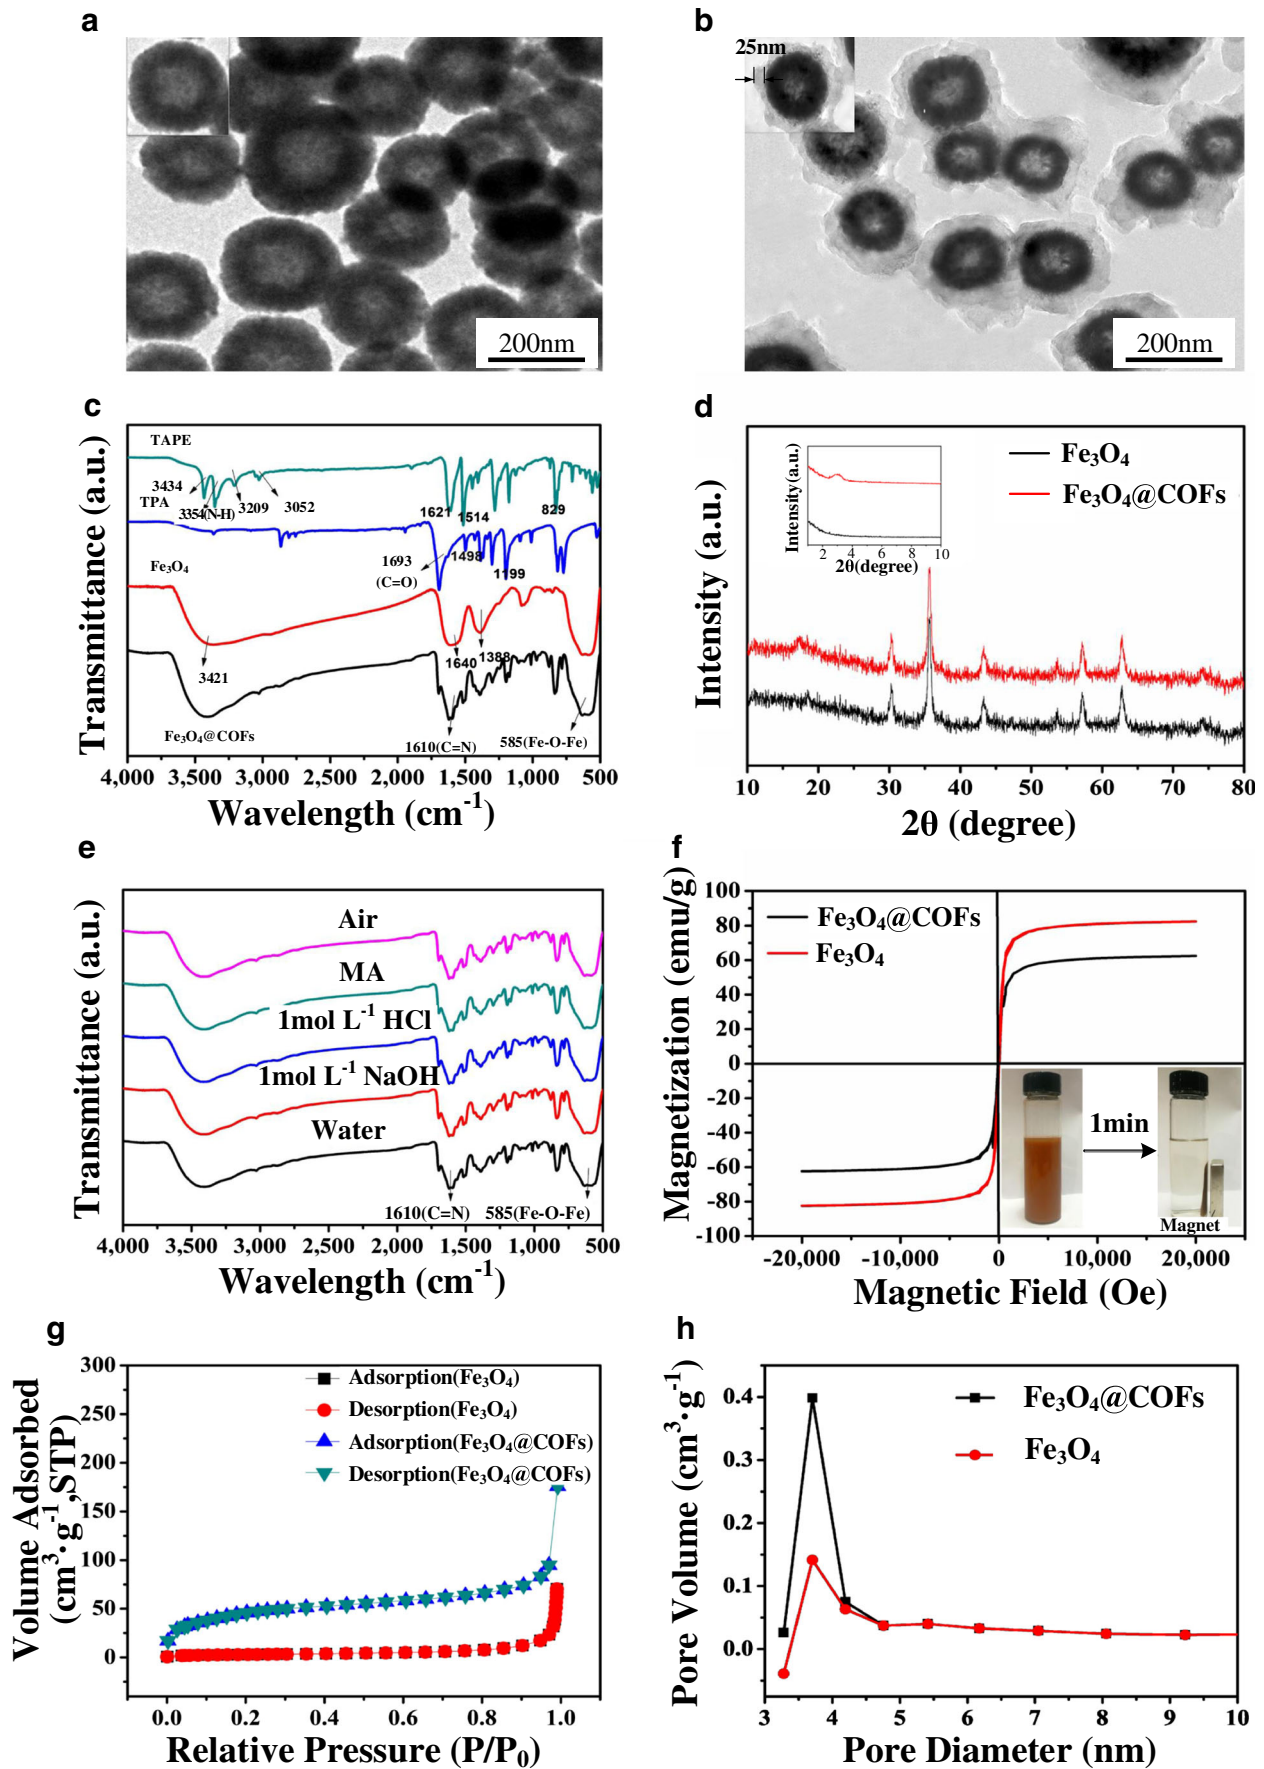 a
200nm
b
25nm
200nm
c
Transmittance (a.u.)
TAPE
3434
3354(N-H)
3209
3052
1621
1514
829
TPA
1693
(C=O)
1498
1199
Fe3O4
3421
1640
1388
Fe3O4@COFs
1610(C=N)
585(Fe-O-Fe)
4,000 3,500 3,000 2,500 2,000 1,500 1,000 500
Wavelength (cm-1)
d
Intensity (a.u.)
Intensity(a.u.)
2 4 6 8 10
2θ(degree)
Fe3O4
Fe3O4@COFs
10 20 30 40 50 60 70 80
2θ (degree)
e
Transmittance (a.u.)
Air
MA
1mol L-1 HCl
1mol L-1 NaOH
Water
1610(C=N)
585(Fe-O-Fe)
4,000 3,500 3,000 2,500 2,000 1,500 1,000 500
Wavelength (cm-1)
f
Magnetization (emu/g)
100
80
60
40
20
0
-20
-40
-60
-80
-100
Fe3O4@COFs
Fe3O4
1min
Magnet
-20,000 -10,000 0 10,000 20,000
Magnetic Field (Oe)
g
Volume Adsorbed
(cm3·g-1,STP)
300
250
200
150
100
50
0
Adsorption(Fe3O4)
Desorption(Fe3O4)
Adsorption(Fe3O4@COFs)
Desorption(Fe3O4@COFs)
0.0 0.2 0.4 0.6 0.8 1.0
Relative Pressure (P/P0)
h
Pore Volume (cm3·g-1)
0.4
0.3
0.2
0.1
0.0
Fe3O4@COFs
Fe3O4
3 4 5 6 7 8 9 10
Pore Diameter (nm)